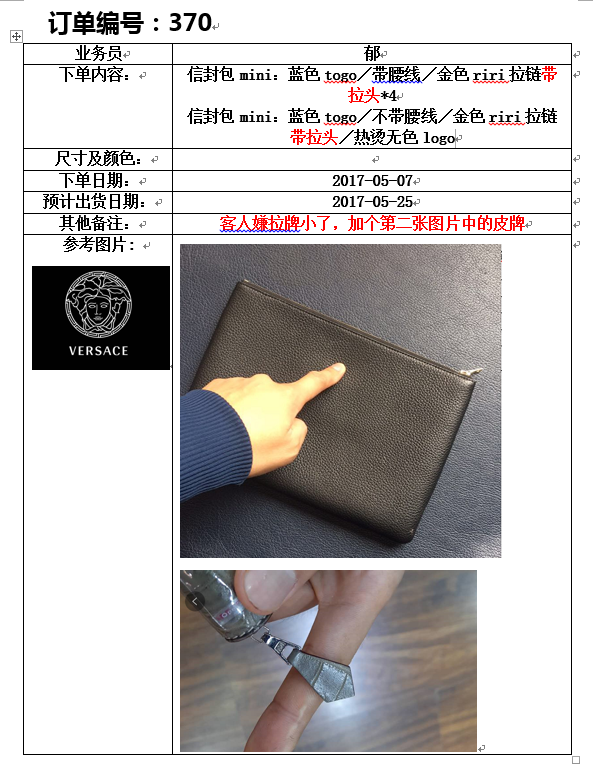 订单编号：370
业务员
郁
下单内容：
信封包 mini：蓝色 togo／带腰线／金色 riri 拉链带
拉头*4
信封包 mini：蓝色 togo／不带腰线／金色 riri 拉链
带拉头／热烫无色 logo
尺寸及颜色：
下单日期：
2017-05-07
预计出货日期：
2017-05-25
其他备注：
客人嫌拉牌小了，加个第二张图片中的皮牌
参考图片:
VERSACE